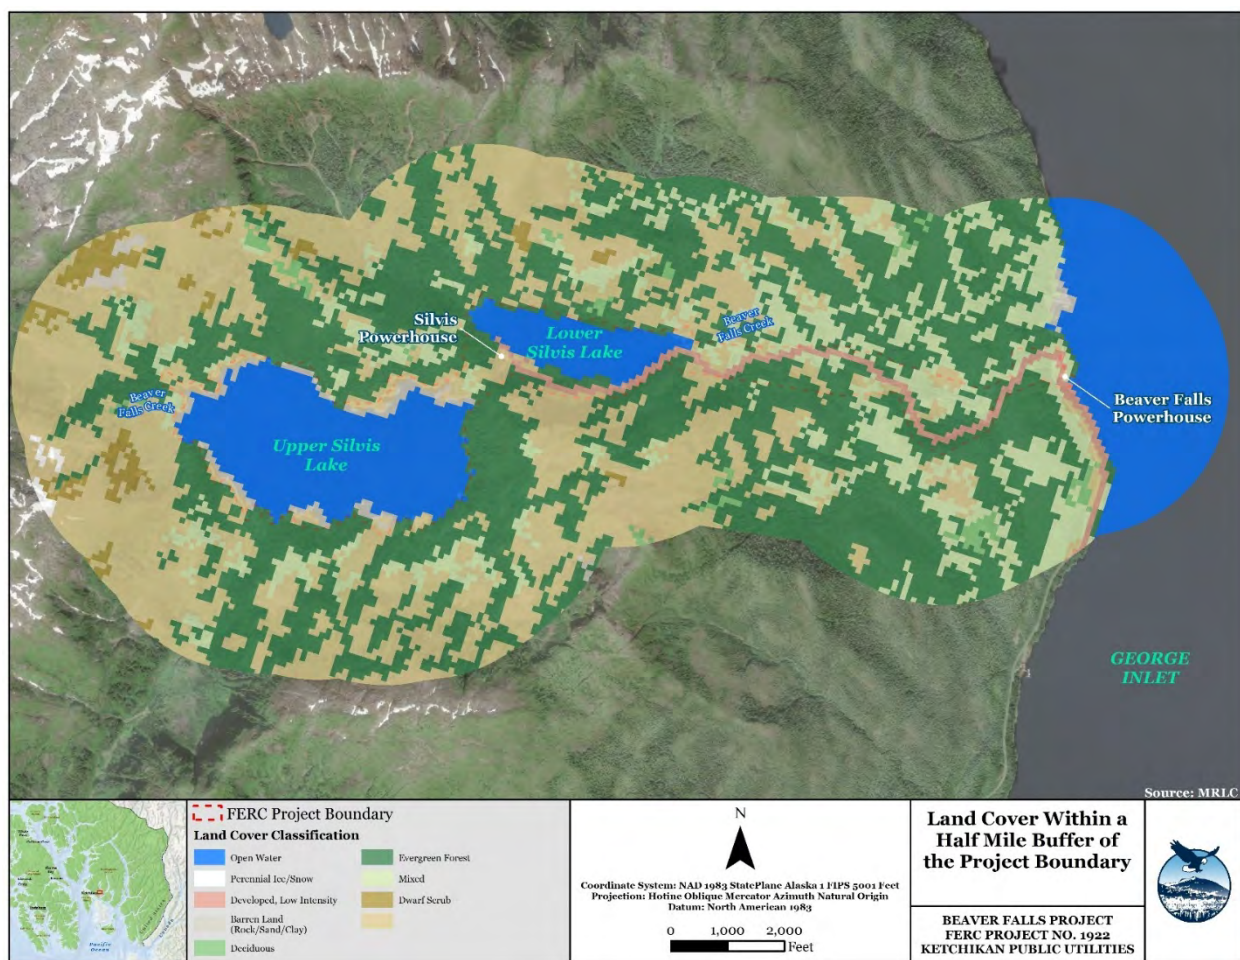 Silvis
Powerhouse
Lower
Silvis Lake
Beaver
Falls Creek
Beaver
Falls Creek
Upper Silvis
Lake
Beaver Falls
Powerhouse
GEORGE
INLET
Source: MRLC
FERC Project Boundary
Land Cover Classification
Open Water
Perennial Ice/Snow
Developed, Low Intensity
Barren Land
(Rock/Sand/Clay)
Deciduous
Evergreen Forest
Mixed
Dwarf Scrub
N
Coordinate System: NAD 1983 StatePlane Alaska 1 FIPS 5001 Feet
Projection: Hotine Oblique Mercator Azimuth Natural Origin
Datum: North American 1983
0 1,000 2,000
Feet
Land Cover Within a
Half Mile Buffer of
the Project Boundary
BEAVER FALLS PROJECT
FERC PROJECT NO. 1922
KETCHIKAN PUBLIC UTILITIES
Pacific
Ocean